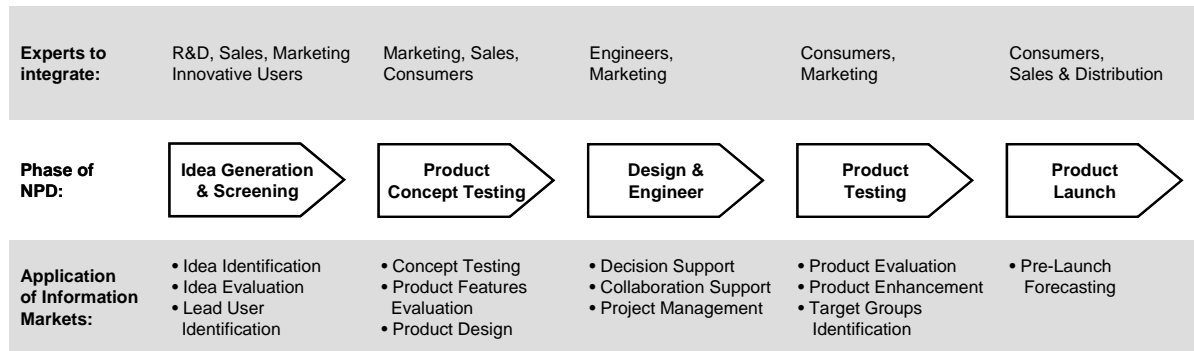 Experts to
integrate:
R&D, Sales, Marketing
Innovative Users
Marketing, Sales,
Consumers
Engineers,
Marketing
Consumers,
Marketing
Consumers,
Sales & Distribution
Phase of
NPD:
Idea Generation
& Screening
Product
Concept Testing
Design &
Engineer
Product
Testing
Product
Launch
Application
of Information
Markets:
• Idea Identification
• Idea Evaluation
• Lead User
Identification
• Concept Testing
• Product Features
Evaluation
• Product Design
• Decision Support
• Collaboration Support
• Project Management
• Product Evaluation
• Product Enhancement
• Target Groups
Identification
• Pre-Launch
Forecasting